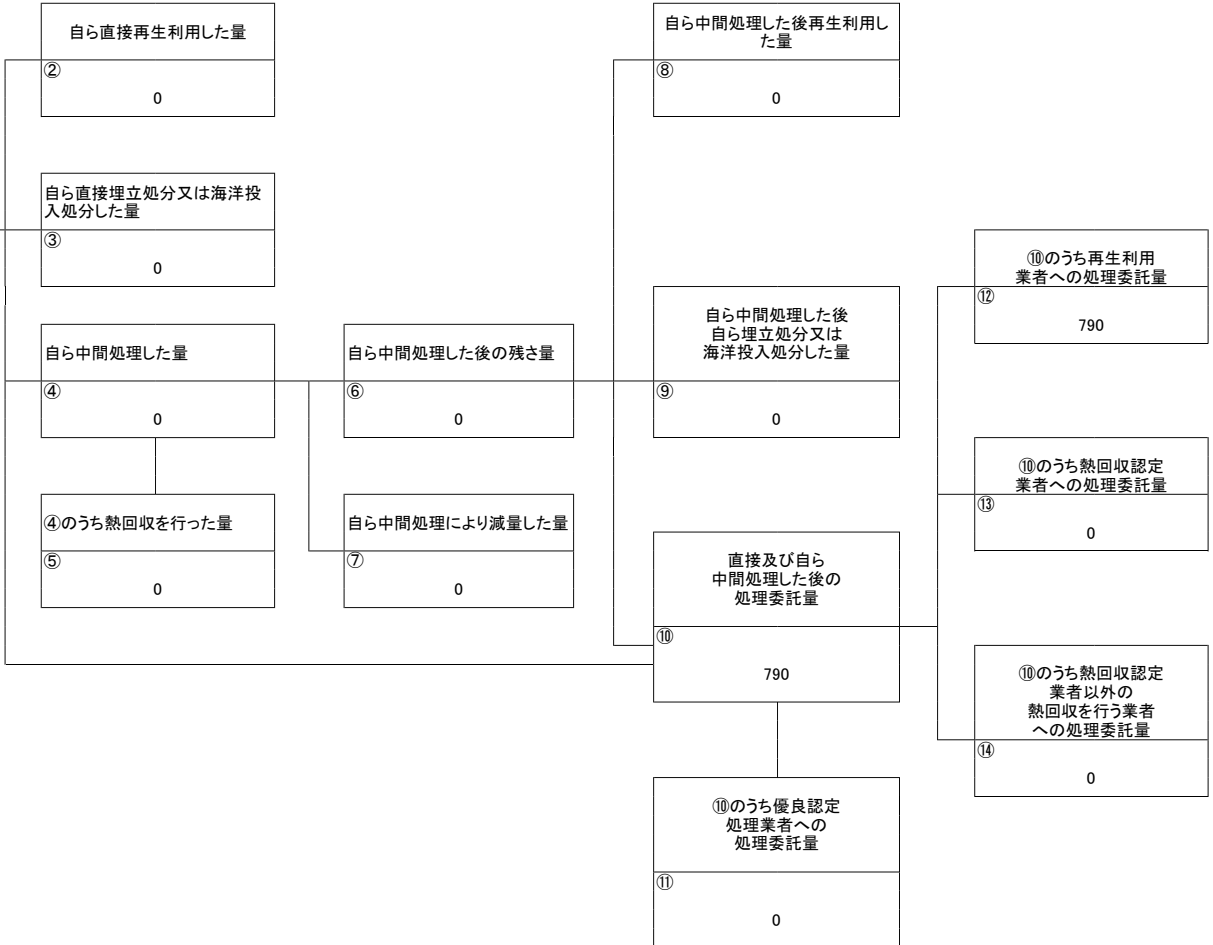 自ら直接再生利用した量
②
0
自ら中間処理した後再生利用し
た量
⑧
0
自ら直接埋立処分又は海洋投
入処分した量
③
0
⑩のうち再生利用
業者への処理委託量
⑫
790
自ら中間処理した量
④
0
自ら中間処理した後の残さ量
⑥
0
自ら中間処理した後
自ら埋立処分又は
海洋投入処分した量
⑨
0
⑩のうち熱回収認定
業者への処理委託量
⑬
0
④のうち熱回収を行った量
⑤
0
自ら中間処理により減量した量
⑦
0
直接及び自ら
中間処理した後の
処理委託量
⑩
790
⑩のうち熱回収認定
業者以外の
熱回収を行う業者
への処理委託量
⑭
0
⑩のうち優良認定
処理業者への
処理委託量
⑪
0